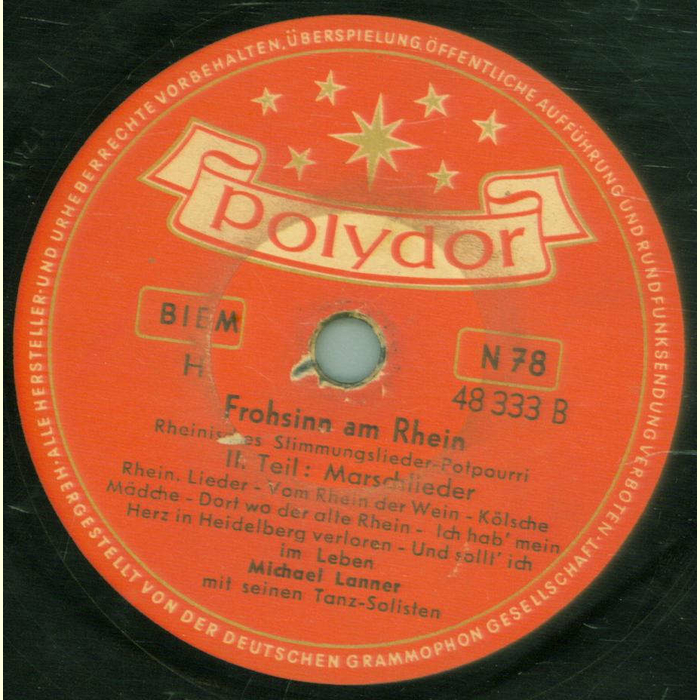 ALLE HERSTELLER- UND URHEBERRECHTE VORBEHALTEN. ÜBERSPIELUNG, ÖFFENTLICHE AUFFÜHRUNG UND RUNDFUNKSENDUNG VERBOTEN
polydor
BIEM
N 78
H
48 333 B
Frohsinn am Rhein
Rheinisches Stimmungslieder-Potpourri
II. Teil: Marschlieder
Rhein. Lieder - Vom Rhein der Wein - Kölsche
Mädche - Dort wo der alte Rhein - Ich hab' mein
Herz in Heidelberg verloren - Und sollt' ich
im Leben
Michael Lanner
mit seinen Tanz-Solisten
HERGESTELLT VON DER DEUTSCHEN GRAMMOPHON GESELLSCHAFT